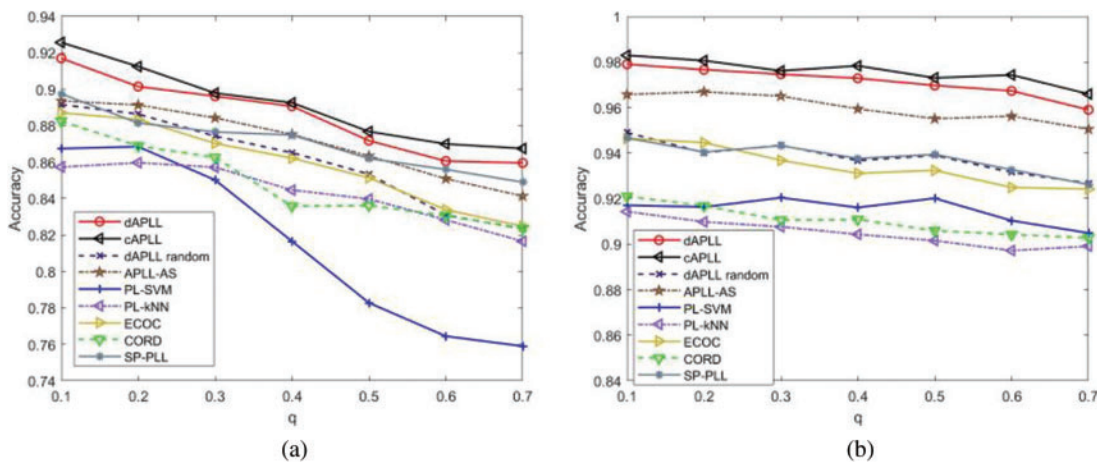 0.94
0.92
0.9
0.88
0.86
0.84
0.82
0.8
0.78
0.76
0.74
Accuracy
dAPLL
cAPLL
dAPLL random
APLL-AS
PL-SVM
PL-kNN
ECOC
CORD
SP-PLL
0.1 0.2 0.3 0.4 0.5 0.6 0.7
q
(a)
1
0.98
0.96
0.94
0.92
0.9
0.88
0.86
0.84
Accuracy
dAPLL
cAPLL
dAPLL random
APLL-AS
PL-SVM
PL-kNN
ECOC
CORD
SP-PLL
0.1 0.2 0.3 0.4 0.5 0.6 0.7
q
(b)